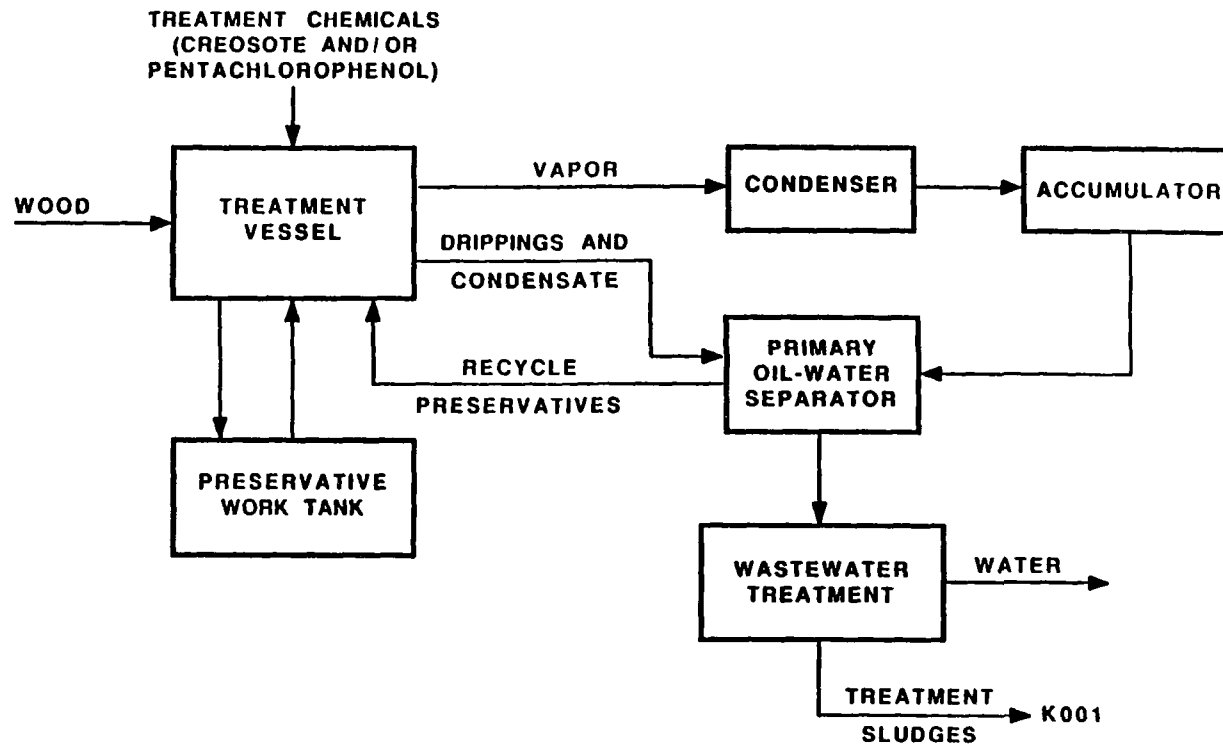 TREATMENT CHEMICALS
(CREOSOTE AND/OR
PENTACHLOROPHENOL)
WOOD
TREATMENT
VESSEL
VAPOR
CONDENSER
ACCUMULATOR
DRIPPINGS AND
CONDENSATE
RECYCLE
PRESERVATIVES
PRIMARY
OIL-WATER
SEPARATOR
PRESERVATIVE
WORK TANK
WASTEWATER
TREATMENT
WATER
TREATMENT
SLUDGES
K001